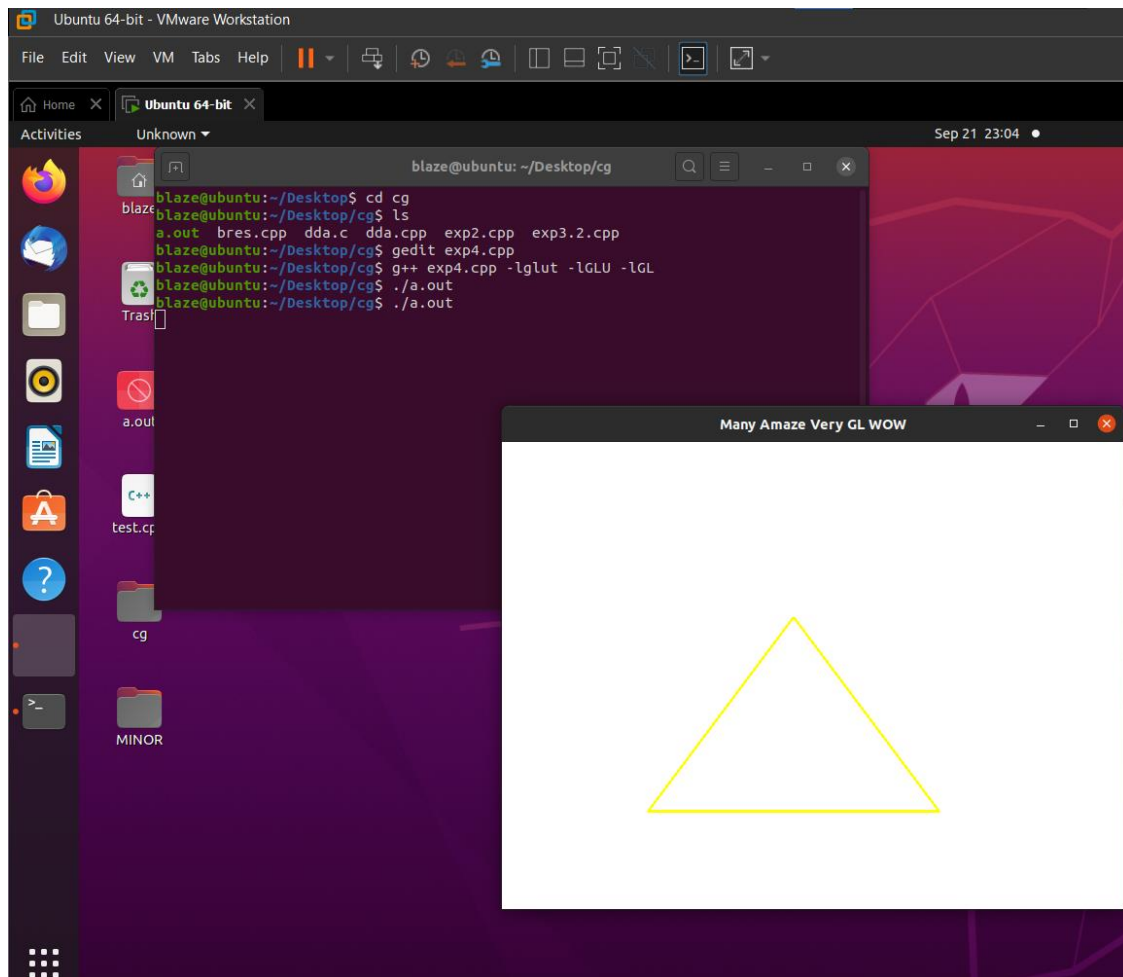 Ubuntu 64-bit - VMware Workstation
File Edit View VM Tabs Help
Home Ubuntu 64-bit
Activities Unknown Sep 21 23:04
blaze@ubuntu: ~/Desktop/cg
blaze@ubuntu:~/Desktop$ cd cg
blaze@ubuntu:~/Desktop/cg$ ls
a.out bres.cpp dda.c dda.cpp exp2.cpp exp3.2.cpp
blaze@ubuntu:~/Desktop/cg$ gedit exp4.cpp
blaze@ubuntu:~/Desktop/cg$ g++ exp4.cpp -lglut -lGLU -lGL
blaze@ubuntu:~/Desktop/cg$ ./a.out
blaze@ubuntu:~/Desktop/cg$ ./a.out
blaze
Trash
a.out
C++
test.cp
cg
MINOR
Many Amaze Very GL WOW